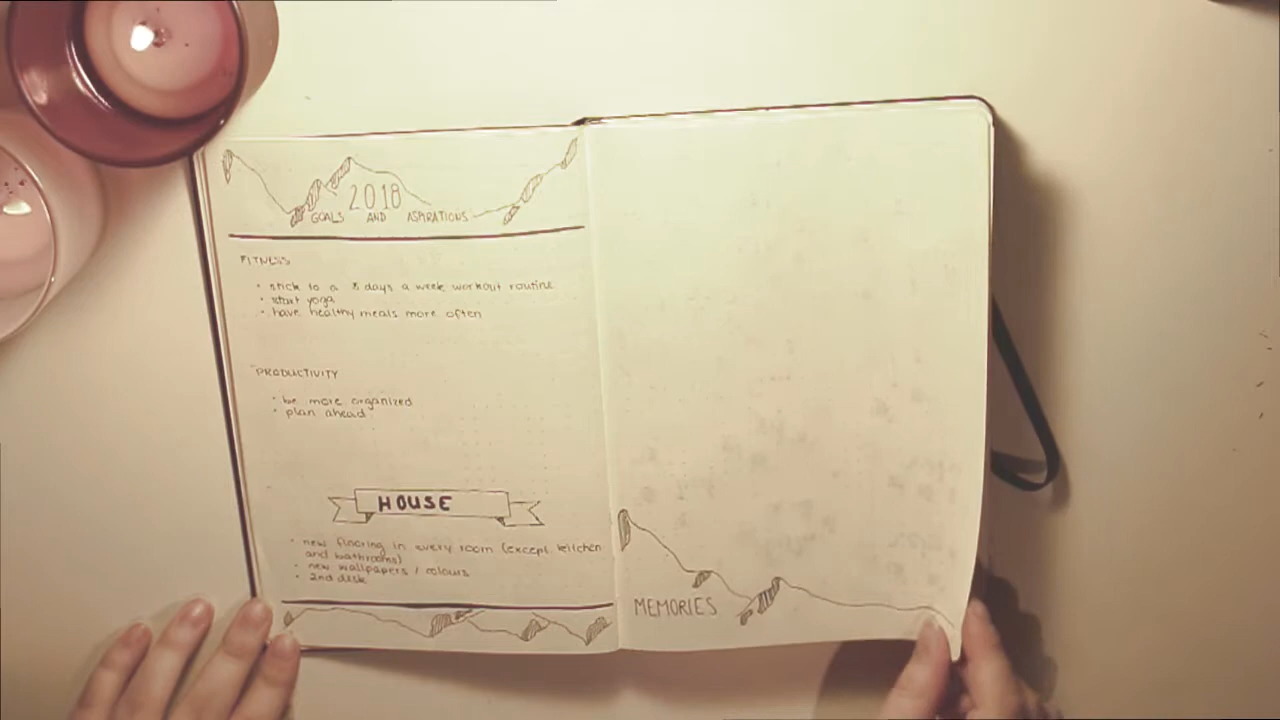 2018
GOALS AND ASPIRATIONS
FITNESS
• stick to a 3 days a week workout routine
• start yoga
• have healthy meals more often
PRODUCTIVITY
• be more organized
• plan ahead
HOUSE
• new flooring in every room (except kitchen
and bathrooms)
• new wallpapers / colours
• 2nd desk
MEMORIES